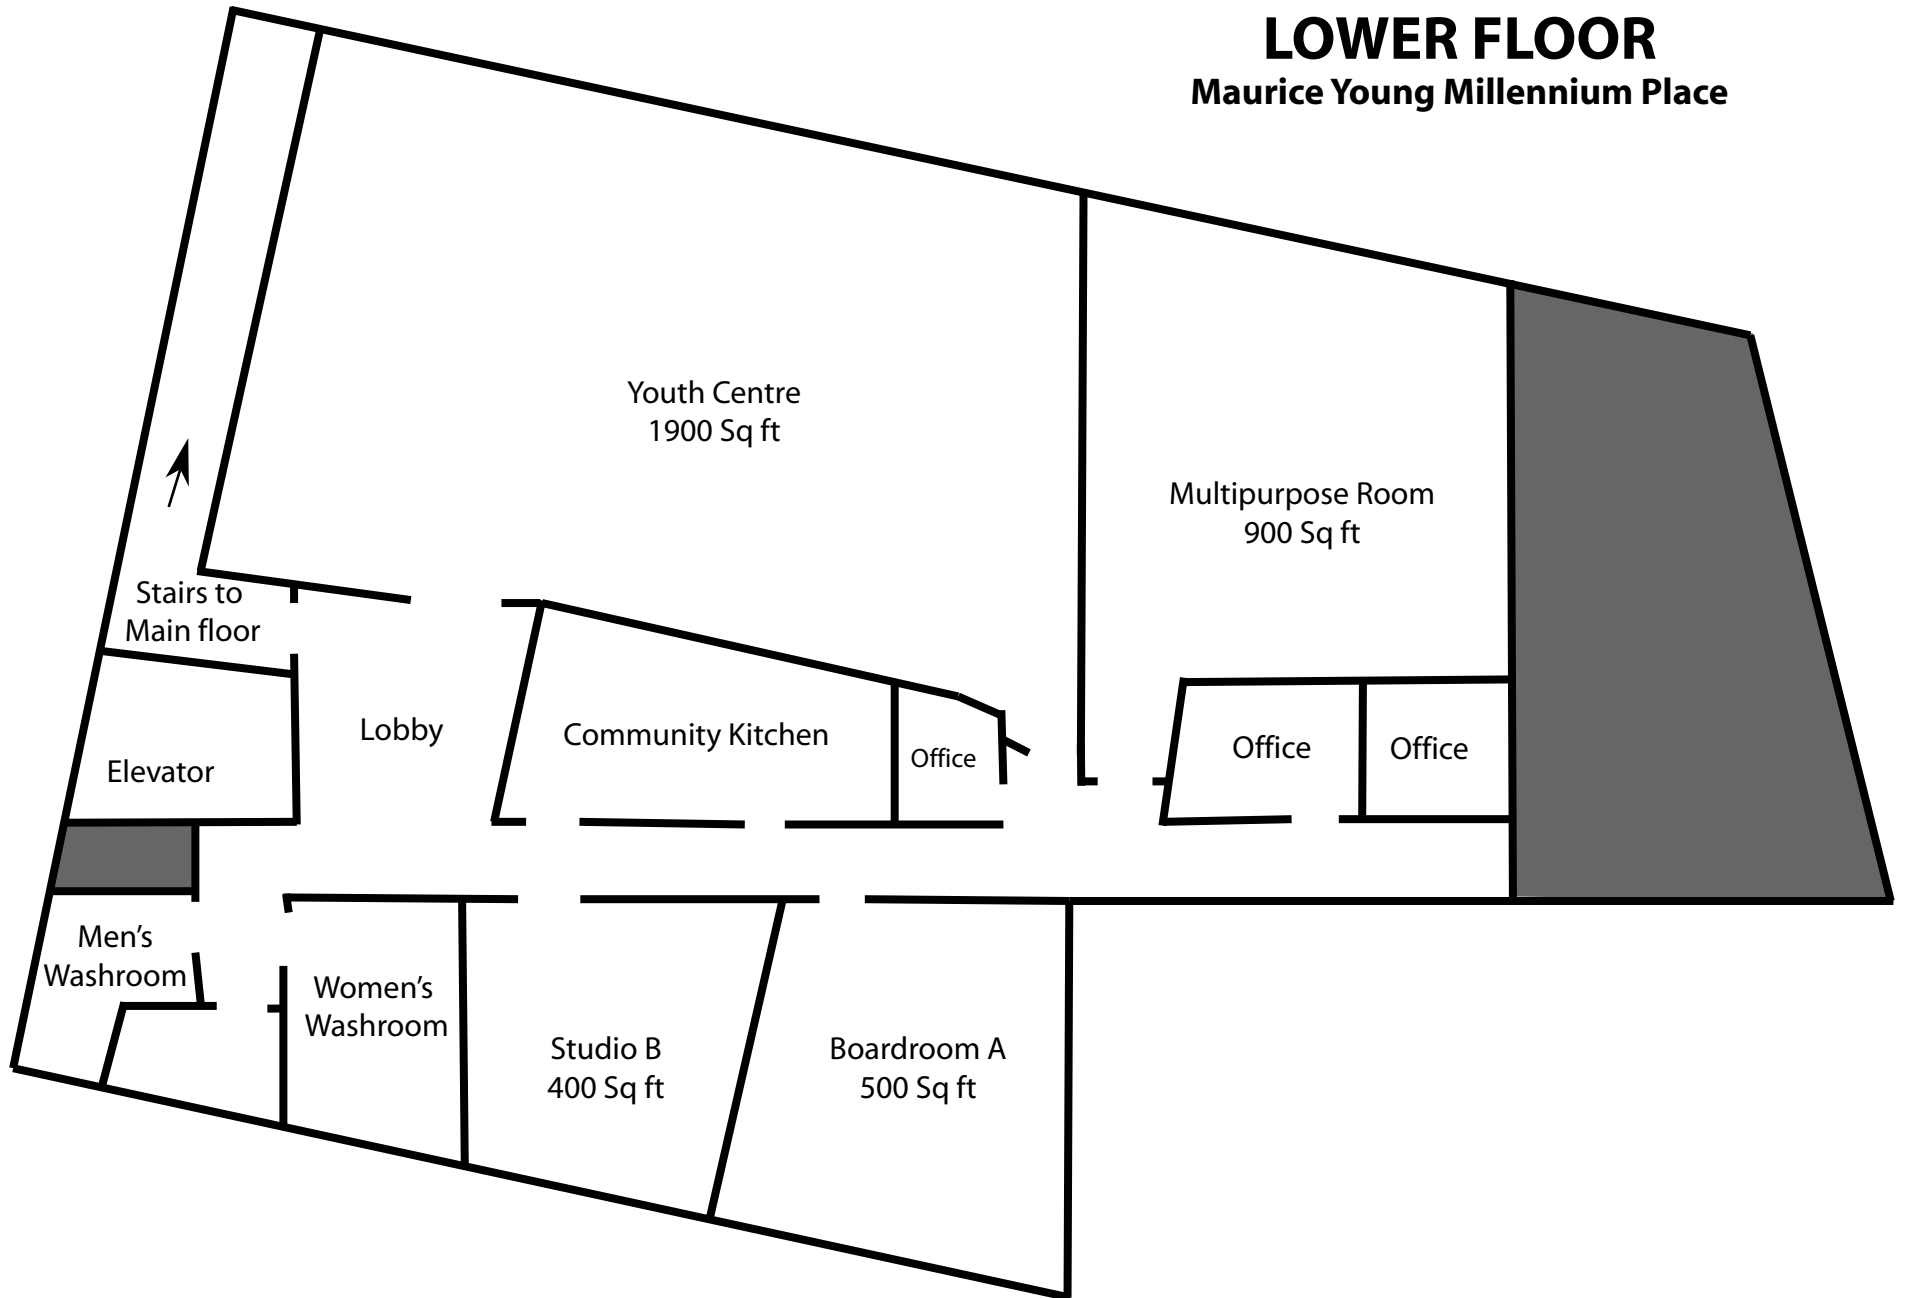 LOWER FLOOR
Maurice Young Millennium Place
Youth Centre
1900 Sq ft
Multipurpose Room
900 Sq ft
Stairs to
Main floor
Lobby
Community Kitchen
Office
Office
Office
Elevator
Men’s
Washroom
Women’s
Washroom
Studio B
400 Sq ft
Boardroom A
500 Sq ft